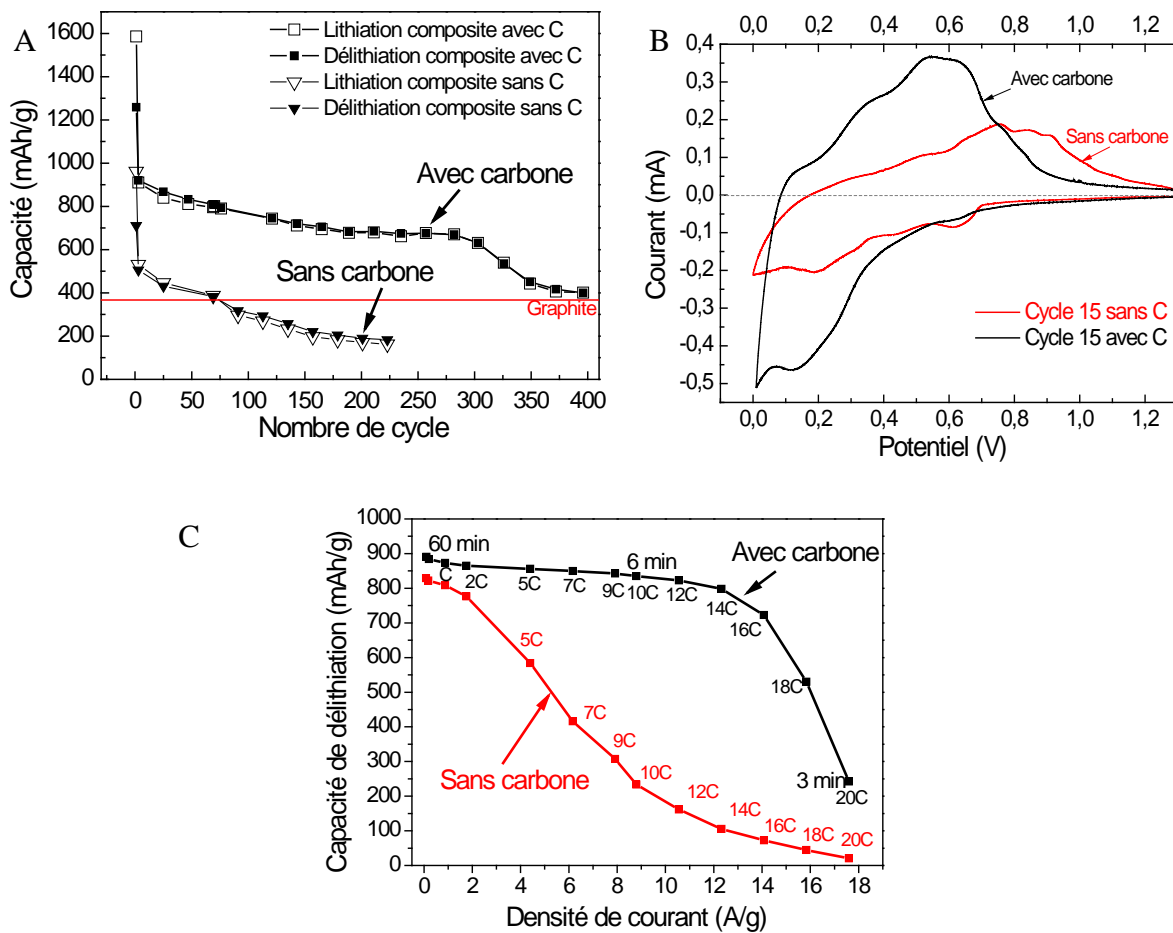 A
1600
1400
1200
1000
800
600
400
200
0
Capacité (mAh/g)
Lithiation composite avec C
Délithiation composite avec C
Lithiation composite sans C
Délithiation composite sans C
Avec carbone
Sans carbone
Graphite
0 50 100 150 200 250 300 350 400
Nombre de cycle
B
0,0 0,2 0,4 0,6 0,8 1,0 1,2
0,4
0,3
0,2
0,1
0,0
-0,1
-0,2
-0,3
-0,4
-0,5
Courant (mA)
Avec carbone
Sans carbone
Cycle 15 sans C
Cycle 15 avec C
0,0 0,2 0,4 0,6 0,8 1,0 1,2
Potentiel (V)
C
1000
900
800
700
600
500
400
300
200
100
0
Capacité de délithiation (mAh/g)
60 min
6 min
Avec carbone
C
2C
5C
7C
9C
10C
12C
14C
16C
18C
3 min
20C
5C
7C
9C
10C
12C
14C
16C
18C
20C
Sans carbone
0 2 4 6 8 10 12 14 16 18
Densité de courant (A/g)